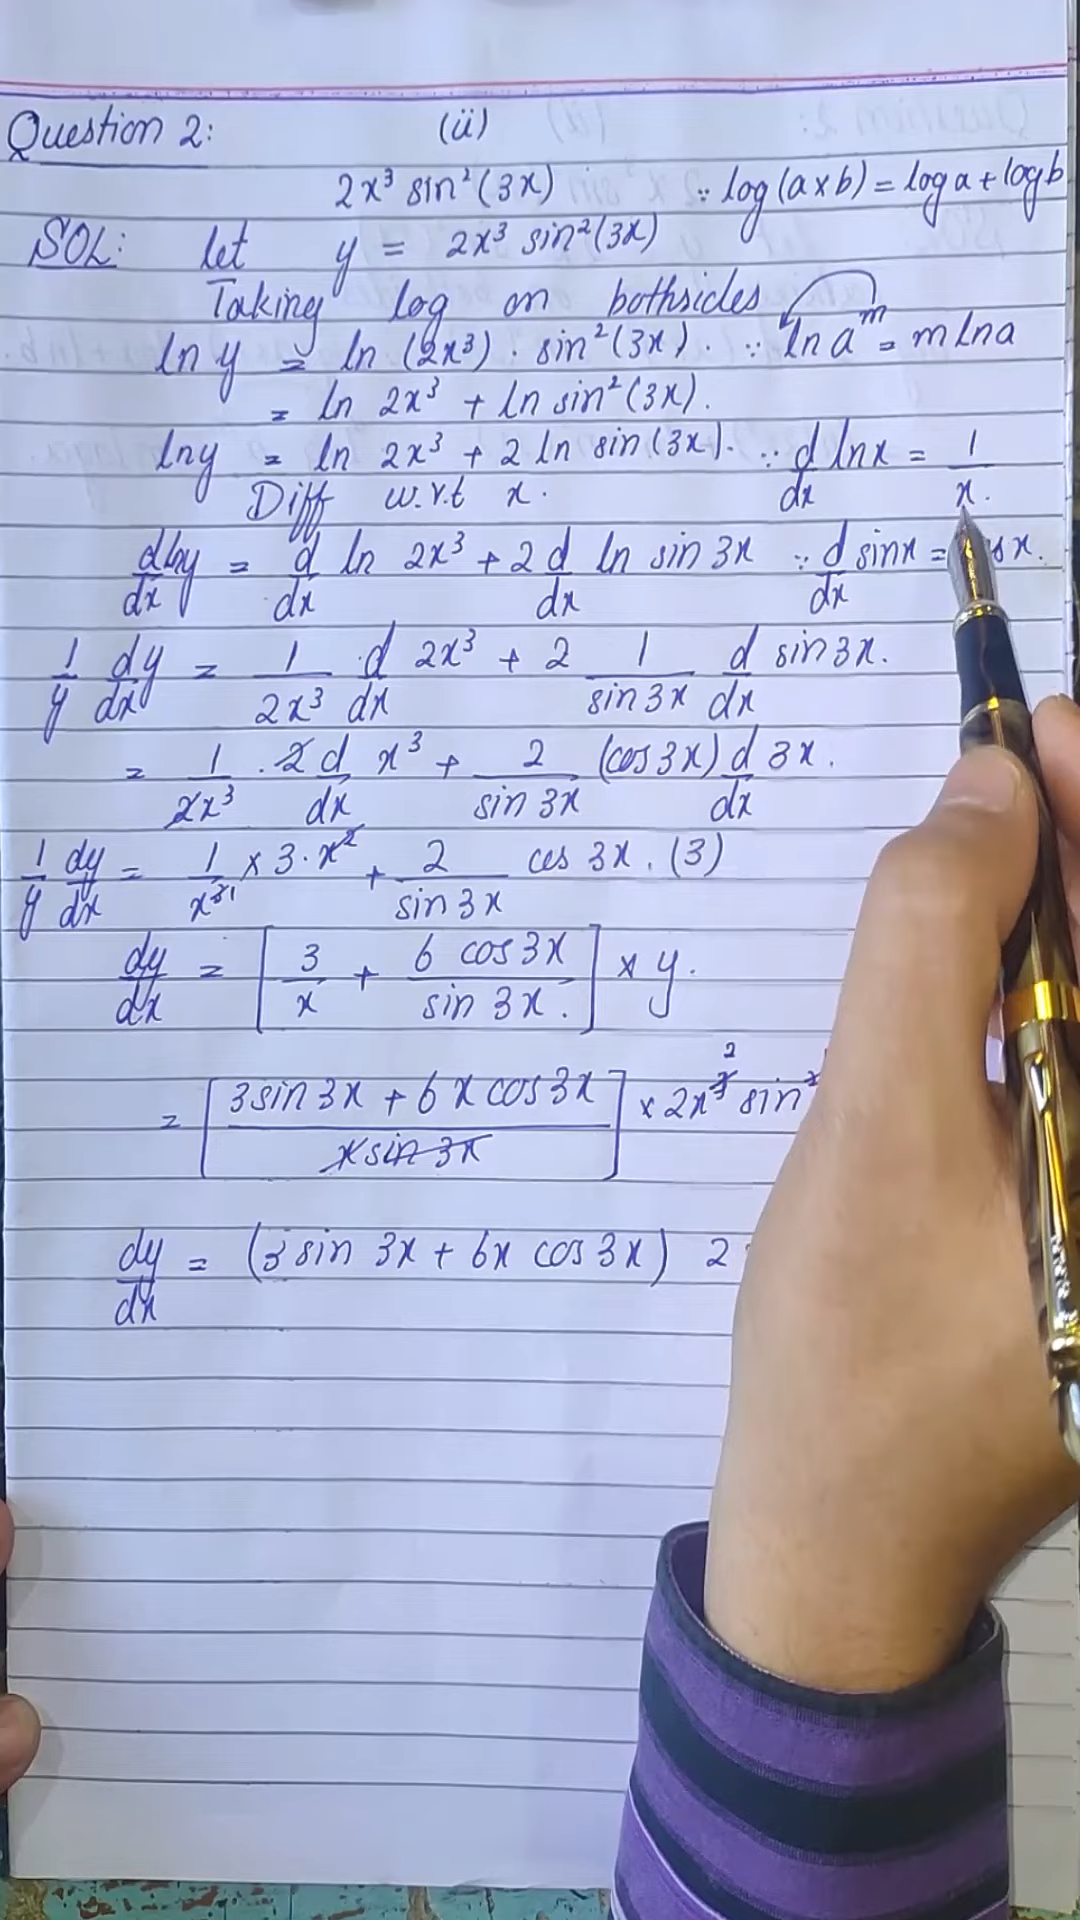 Question 2: (ii)
2x³ sin²(3x) ∵ log(a×b) = log a + log b
SOL: let y = 2x³ sin²(3x)
Taking log on bothsides
ln y = ln (2x³) · sin²(3x). ∵ ln aᵐ = m ln a
= ln 2x³ + ln sin²(3x).
ln y = ln 2x³ + 2 ln sin(3x). ∵ d/dx ln x = 1/x.
Diff w.r.t x.
d ln y/dx = d/dx ln 2x³ + 2 d/dx ln sin 3x ∵ d/dx sin x = x.
1/y dy/dx = 1/2x³ · d/dx 2x³ + 2 1/sin 3x d/dx sin 3x.
= 1/2x³ · 2 d/dx x³ + 2/sin 3x (cos 3x) d/dx 3x.
1/y dy/dx = 1/x³¹ × 3 · x² + 2/sin 3x cos 3x. (3)
dy/dx = [3/x + 6 cos 3x/sin 3x.] × y.
= [3 sin 3x + 6x cos 3x/x sin 3x] × 2x³ ² sin²
dy/dx = (3 sin 3x + 6x cos 3x) 2